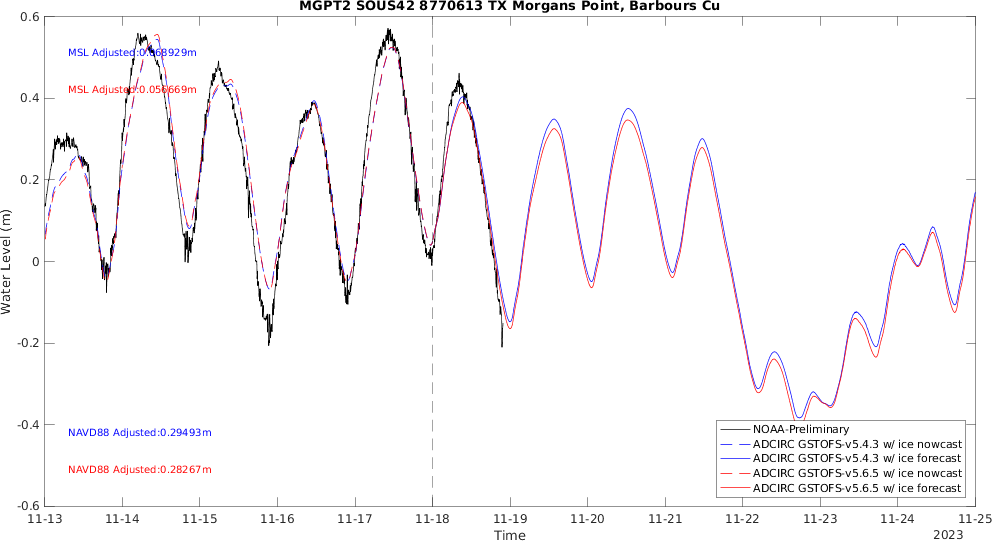 MGPT2 SOUS42 8770613 TX Morgans Point, Barbours Cu
0.6
0.4
0.2
0
-0.2
-0.4
-0.6
Water Level (m)
MSL Adjusted:0.068929m
MSL Adjusted:0.056669m
NAVD88 Adjusted:0.29493m
NAVD88 Adjusted:0.28267m
NOAA-Preliminary
ADCIRC GSTOFS-v5.4.3 w/ ice nowcast
ADCIRC GSTOFS-v5.4.3 w/ ice forecast
ADCIRC GSTOFS-v5.6.5 w/ ice nowcast
ADCIRC GSTOFS-v5.6.5 w/ ice forecast
11-13 11-14 11-15 11-16 11-17 11-18 11-19 11-20 11-21 11-22 11-23 11-24 11-25
Time
2023